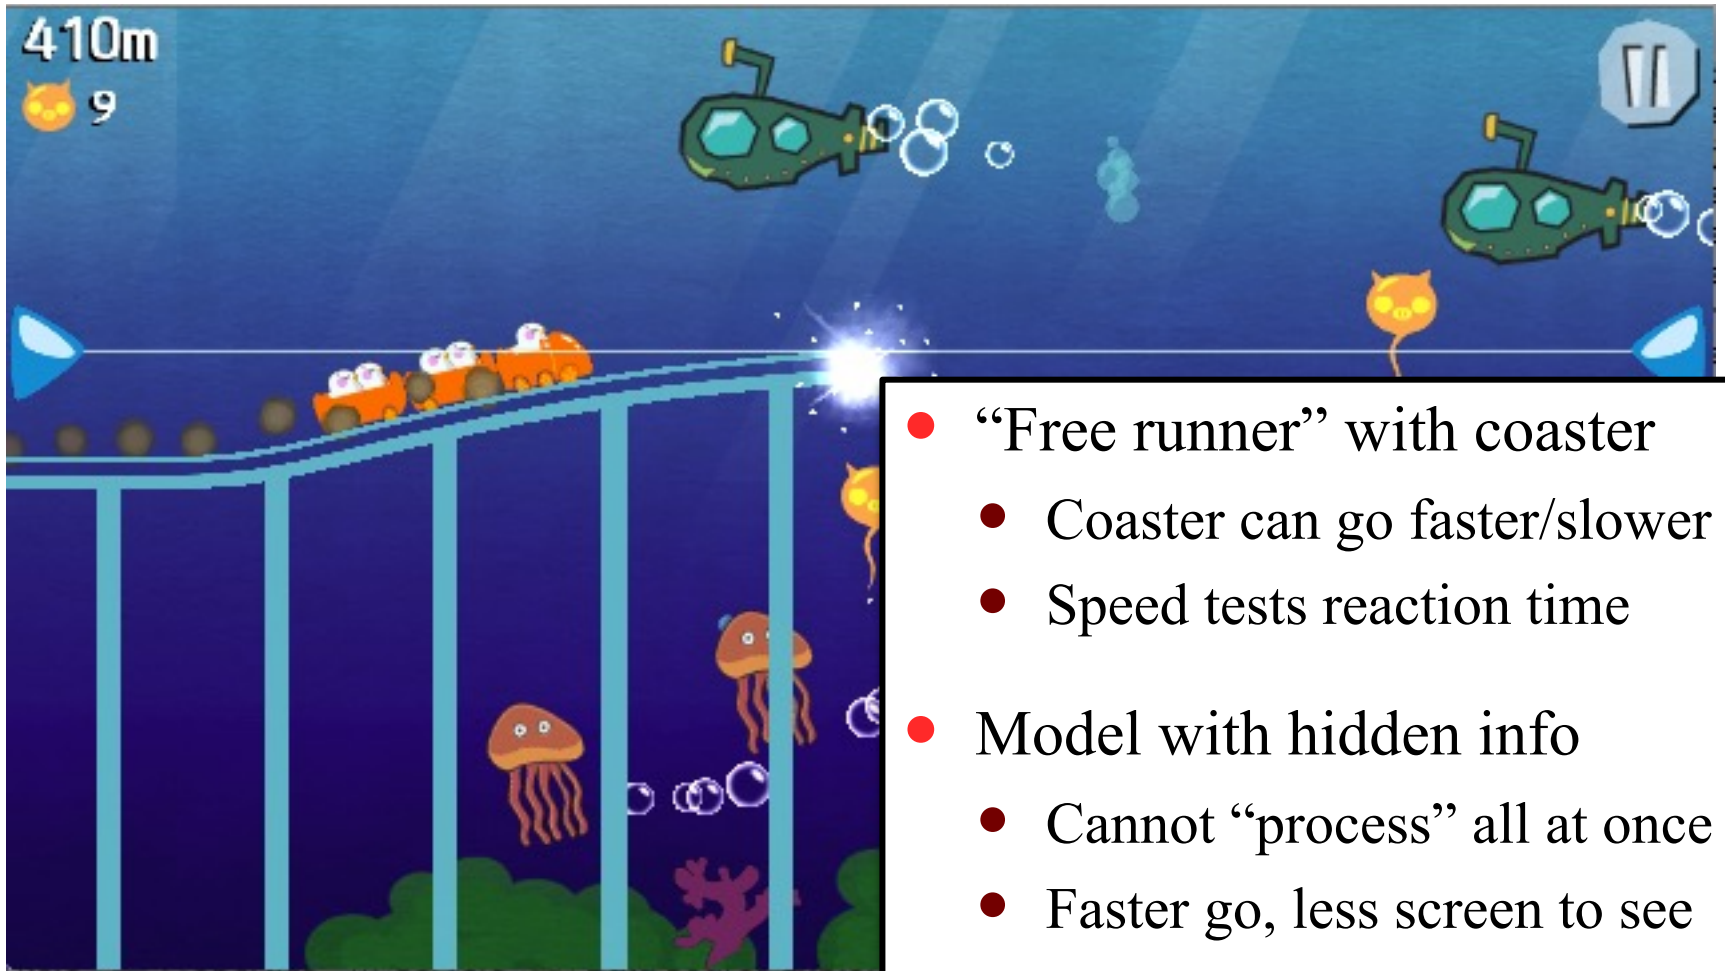 410m
9
• “Free runner” with coaster
• Coaster can go faster/slower
• Speed tests reaction time
• Model with hidden info
• Cannot “process” all at once
• Faster go, less screen to see